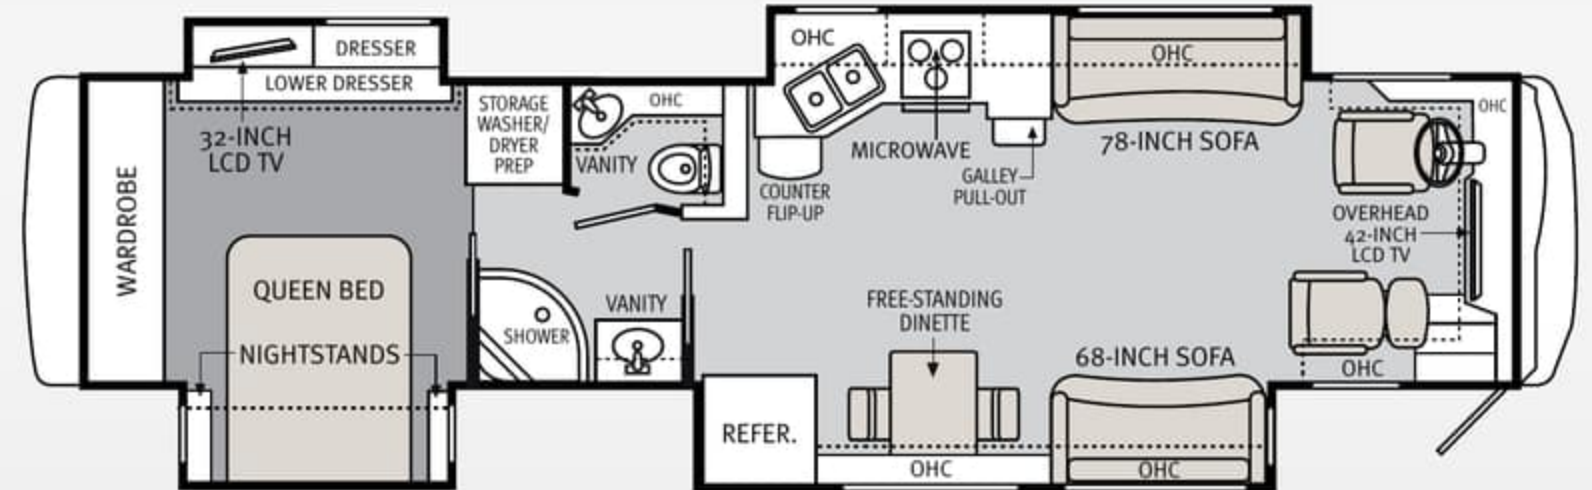 DRESSER
LOWER DRESSER
32-INCH
LCD TV
WARDROBE
QUEEN BED
NIGHTSTANDS
STORAGE
WASHER/
DRYER
PREP
OHC
VANITY
SHOWER
VANITY
OHC
COUNTER
FLIP-UP
MICROWAVE
GALLEY
PULL-OUT
OHC
78-INCH SOFA
OHC
OVERHEAD
42-INCH
LCD TV
OHC
FREE-STANDING
DINETTE
REFER.
OHC
68-INCH SOFA
OHC